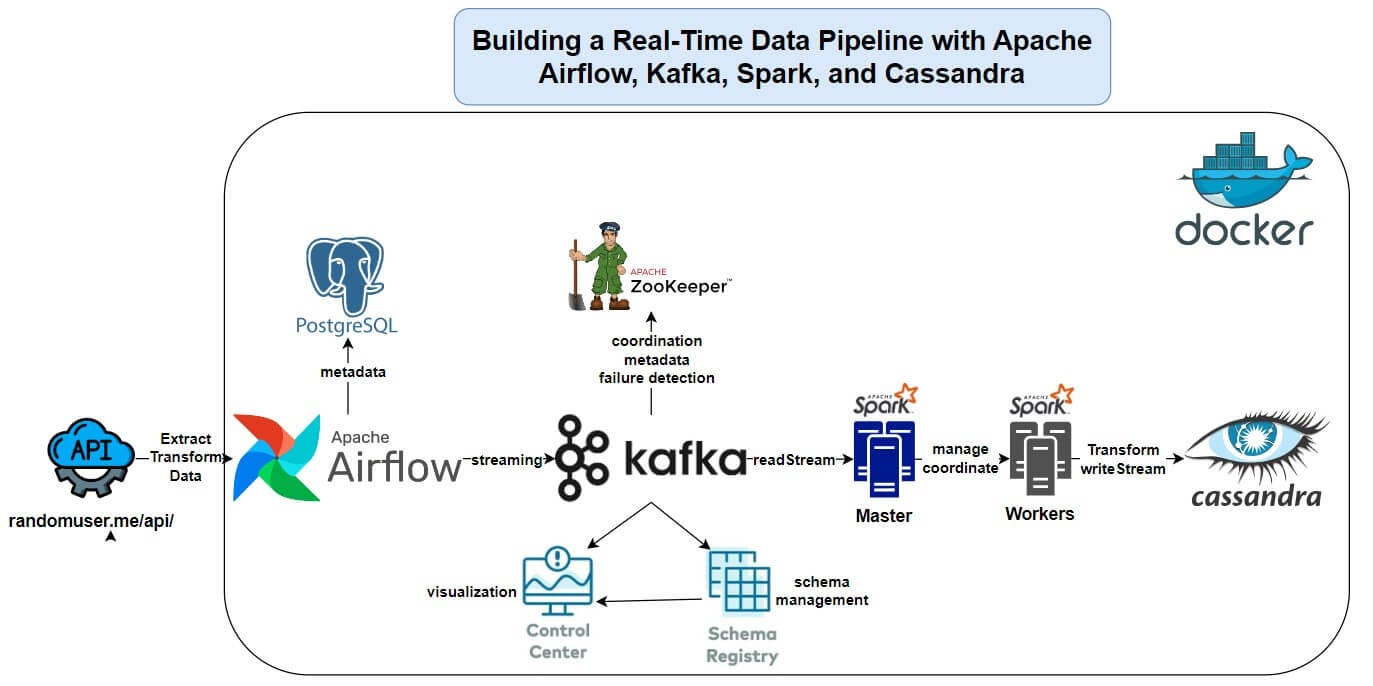 Building a Real-Time Data Pipeline with Apache
Airflow, Kafka, Spark, and Cassandra
docker
PostgreSQL
metadata
APACHE
ZooKeeper™
coordination
metadata
failure detection
API
randomuser.me/api/
Extract
Transform
Data
Apache
Airflow
streaming
kafka
readStream
APACHE
Spark™
Master
manage
coordinate
APACHE
Spark™
Workers
Transform
writeStream
cassandra
visualization
Control
Center
schema
management
Schema
Registry